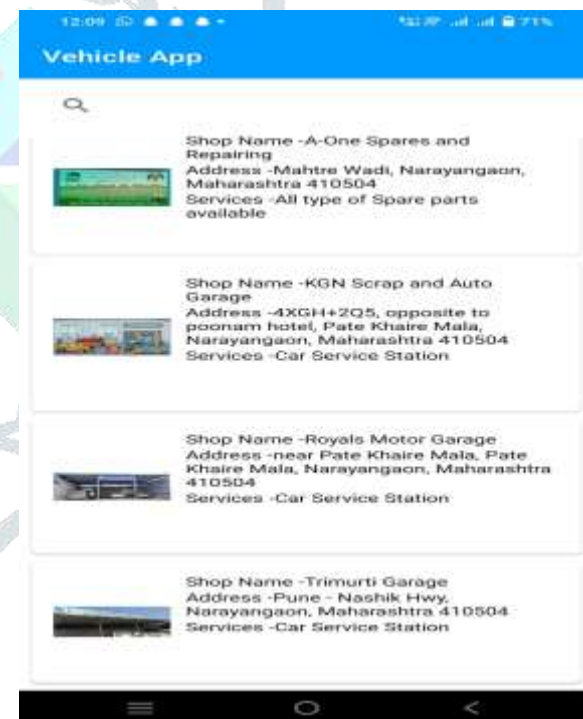 12:09
71%
Vehicle App
Shop Name -A-One Spares and
Repairing
Address -Mahtre Wadi, Narayangaon,
Maharashtra 410504
Services -All type of Spare parts
available
Shop Name -KGN Scrap and Auto
Garage
Address -4XGH+2Q5, opposite to
poonam hotel, Pate Khaire Mala,
Narayangaon, Maharashtra 410504
Services -Car Service Station
Shop Name -Royals Motor Garage
Address -near Pate Khaire Mala, Pate
Khaire Mala, Narayangaon, Maharashtra
410504
Services -Car Service Station
Shop Name -Trimurti Garage
Address -Pune - Nashik Hwy,
Narayangaon, Maharashtra 410504
Services -Car Service Station